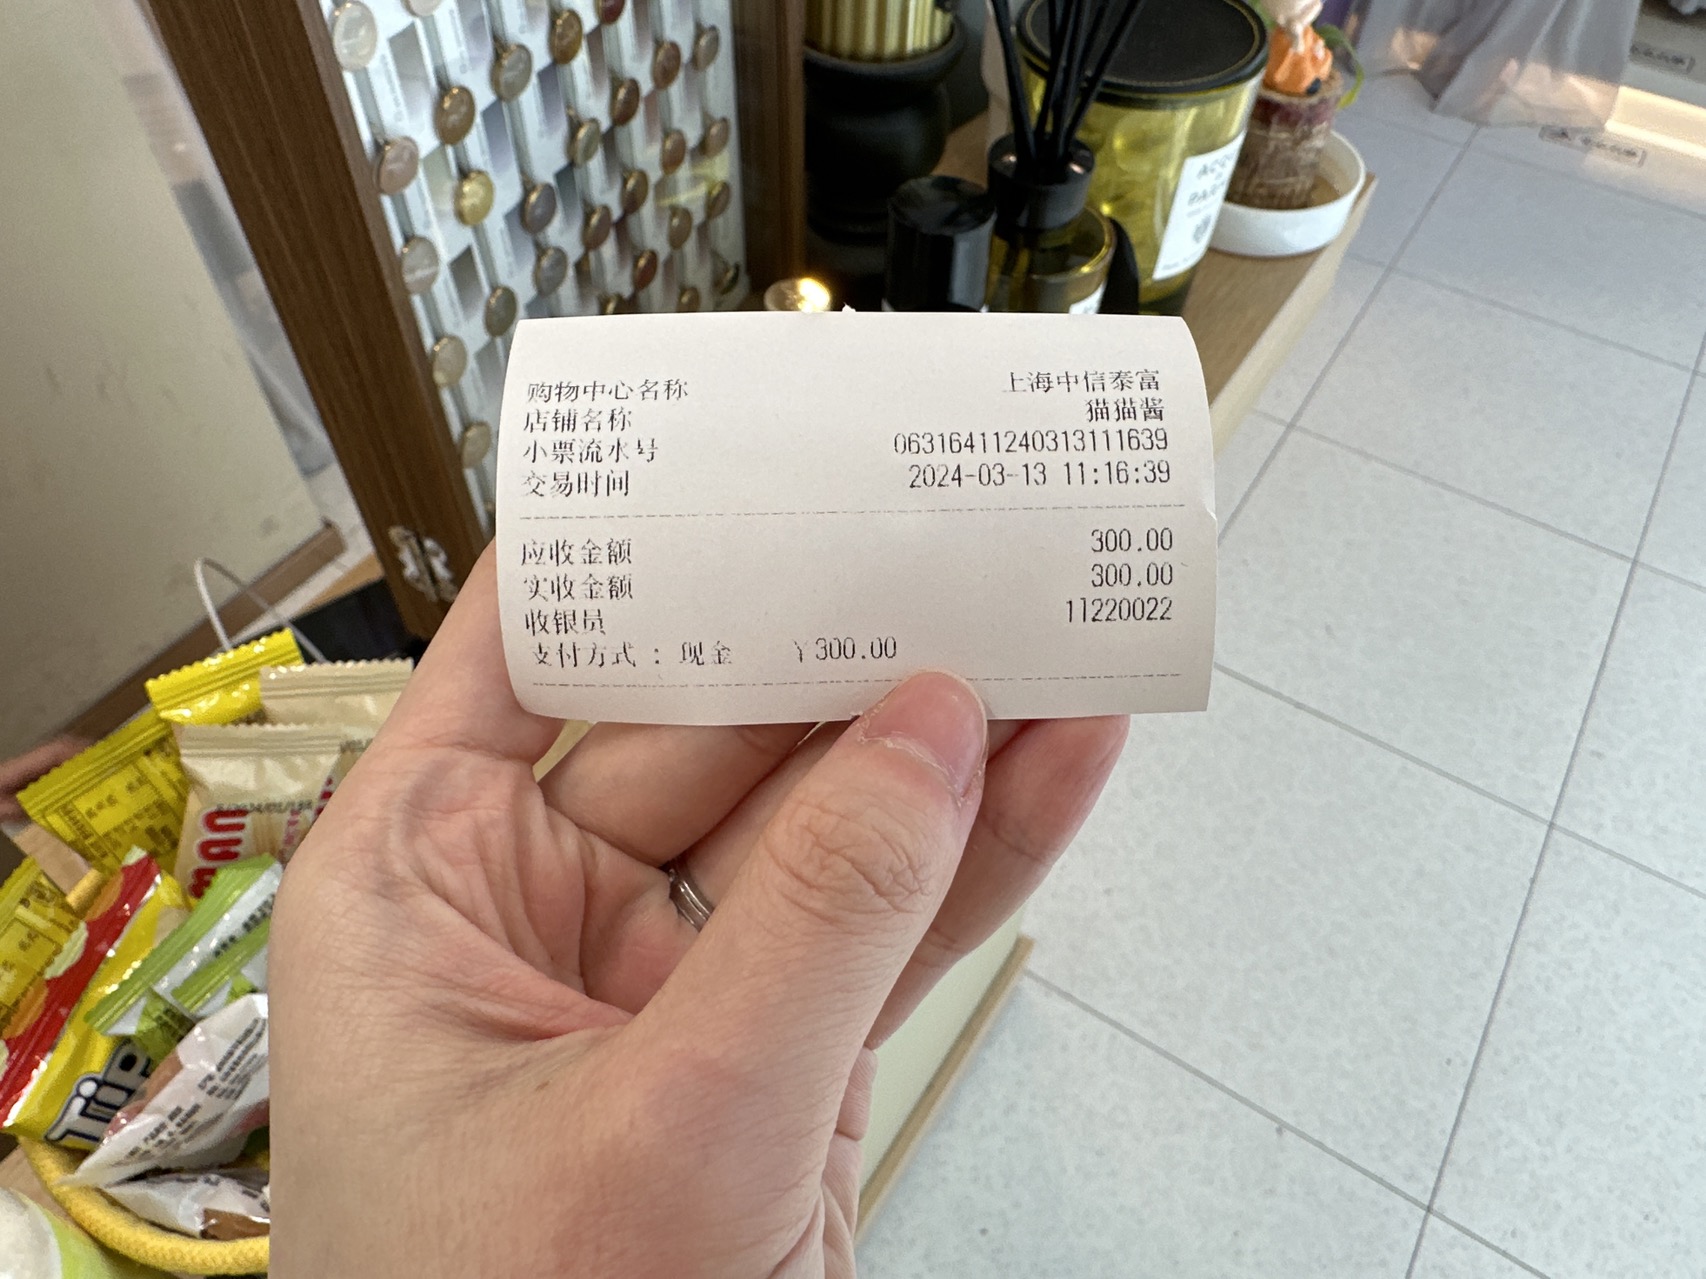 购物中心名称 上海中信泰富
店铺名称 猫猫酱
小票流水号 06316411240313111639
交易时间 2024-03-13 11:16:39
应收金额 300.00
实收金额 300.00
收银员 11220022
支付方式：现金 ¥300.00